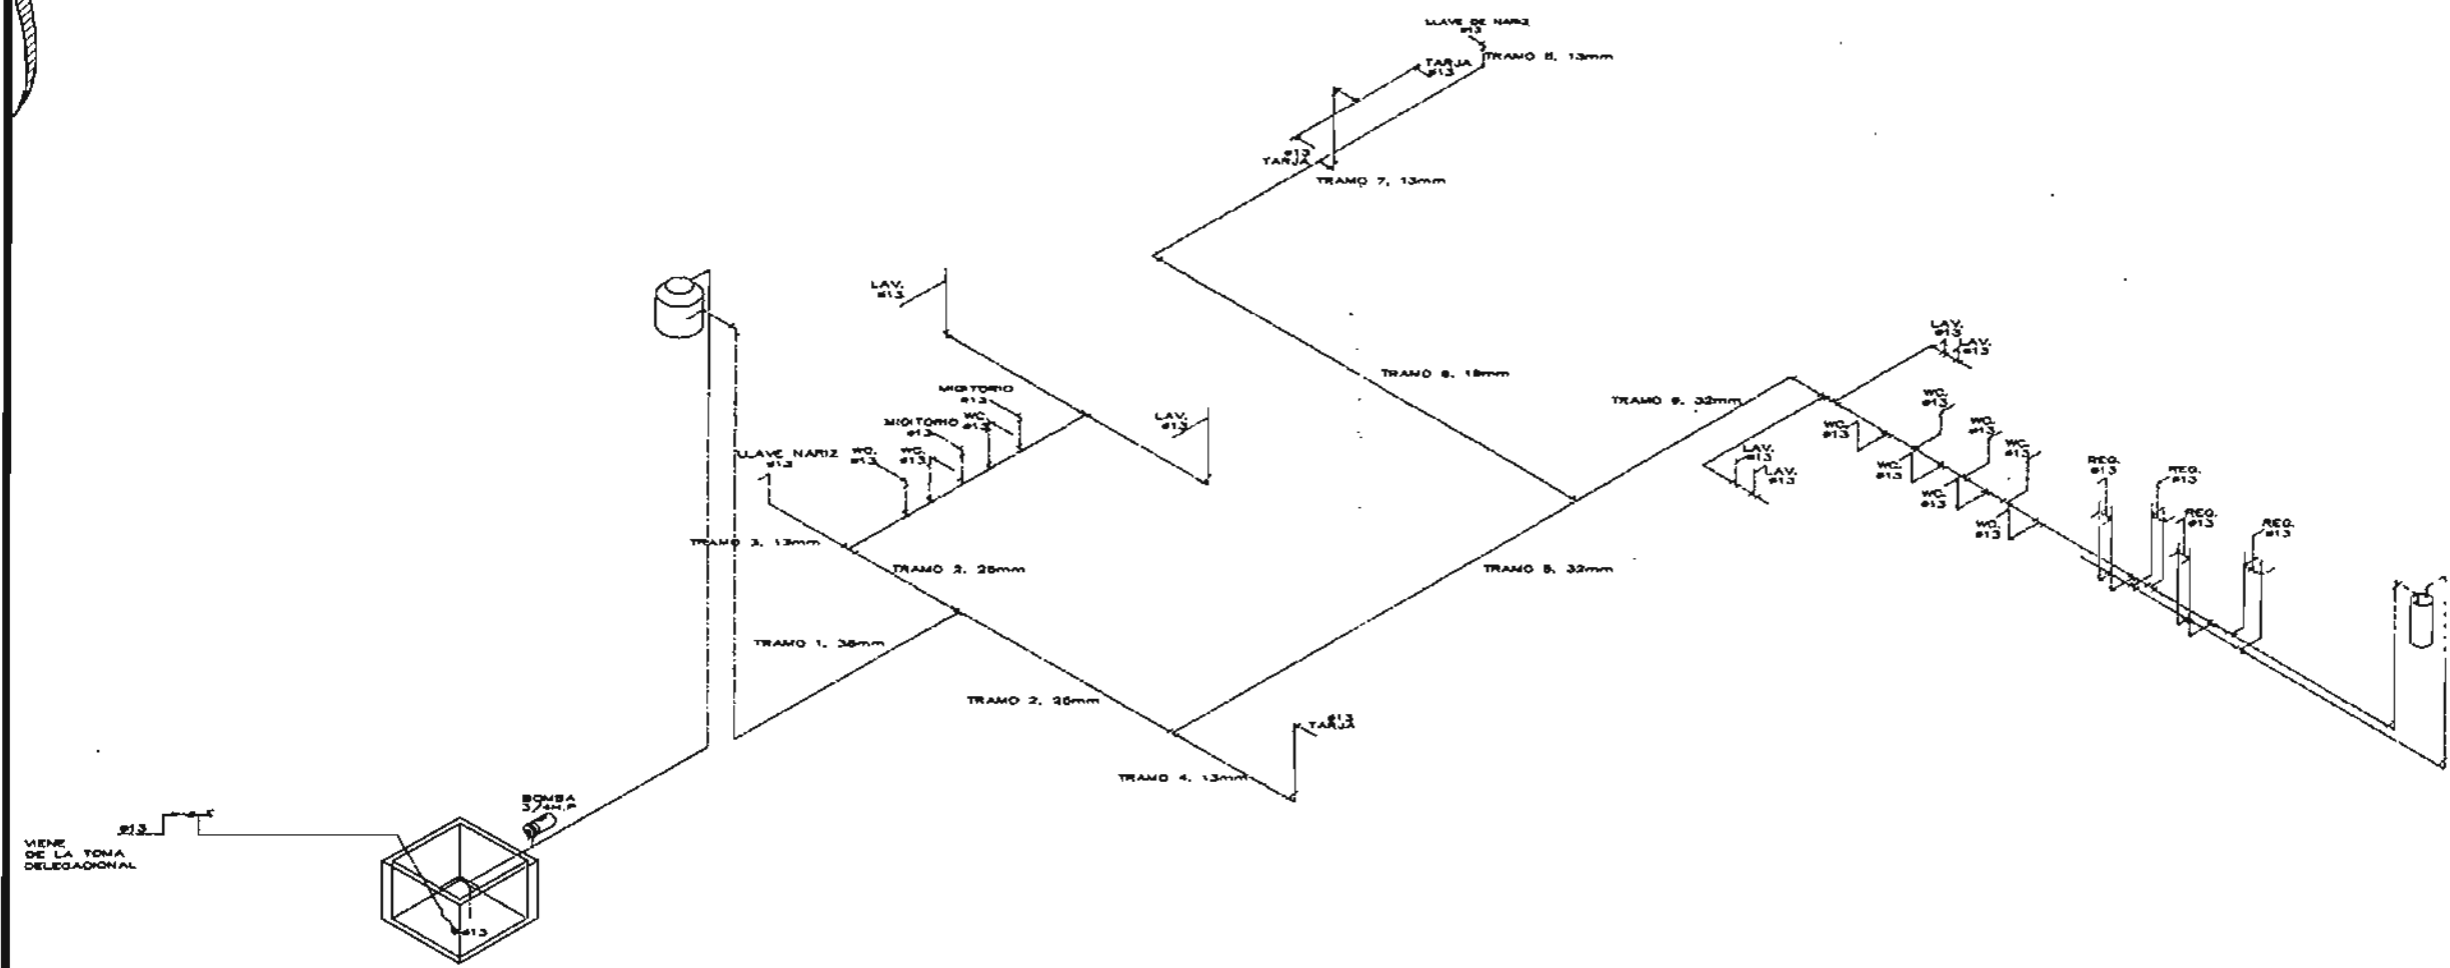 LLAVE DE NARIZ
ø13
TRAMO 8, 13mm
TARJA
ø13
ø13
TARJA
TRAMO 7, 13mm
LAV.
ø13
LAV.
ø13
LAV.
ø13
TRAMO 6, 19mm
MIGITORIO
ø13
TRAMO 9, 32mm
WC.
ø13
WC.
ø13
MIGITORIO
ø13
WC.
ø13
LAV.
ø13
WC.
ø13
WC.
ø13
LLAVE NARIZ
ø13
WC.
ø13
WC.
ø13
LAV.
ø13
LAV.
ø13
WC.
ø13
REG.
ø13
REG.
ø13
WC.
ø13
WC.
ø13
REG.
ø13
REG.
ø13
TRAMO 3, 13mm
TRAMO 2, 25mm
TRAMO 5, 32mm
TRAMO 1, 38mm
TRAMO 2,
ø13
TARJA
TRAMO 4, 13mm
BOMBA
3/4H.P
ø13
VIENE
DE LA TOMA
DELEGACIONAL
ø13